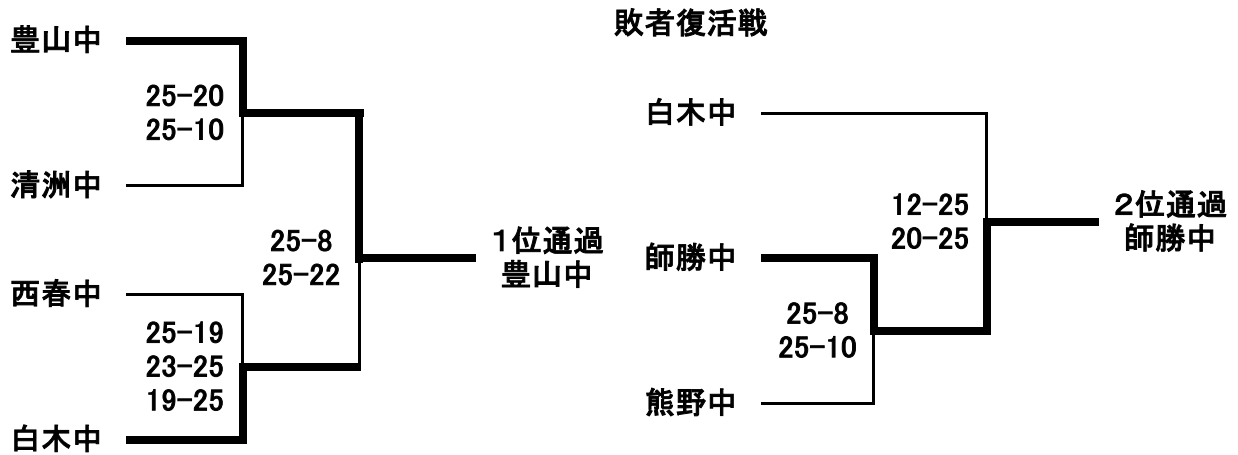 豊山中
25-20
25-10
清洲中
25-8
25-22
1位通過
豊山中
西春中
25-19
23-25
19-25
白木中
敗者復活戦
白木中
12-25
20-25
2位通過
師勝中
師勝中
25-8
25-10
熊野中